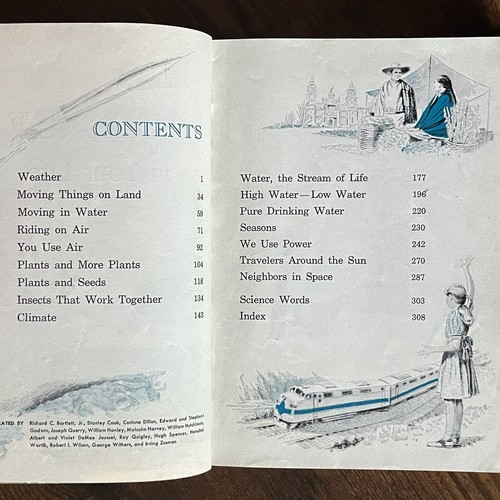 CONTENTS
Weather 1
Moving Things on Land 34
Moving in Water 59
Riding on Air 71
You Use Air 92
Plants and More Plants 104
Plants and Seeds 118
Insects That Work Together 134
Climate 143
RATED BY Richard C. Bartlett, Jr., Stanley Cook, Corinne Dillon, Edward and Stephani
Godwin, Joseph Guerry, William Hanley, Malcolm Harvey, William Hutchinson,
Albert and Violet DeMee Jousset, Ray Quigley, Hugh Spencer,
Wartik, Robert I. Wilson, George Withers, and Irving Zusman.
Water, the Stream of Life 177
High Water—Low Water 196
Pure Drinking Water 220
Seasons 230
We Use Power 242
Travelers Around the Sun 270
Neighbors in Space 287
Science Words 303
Index 308